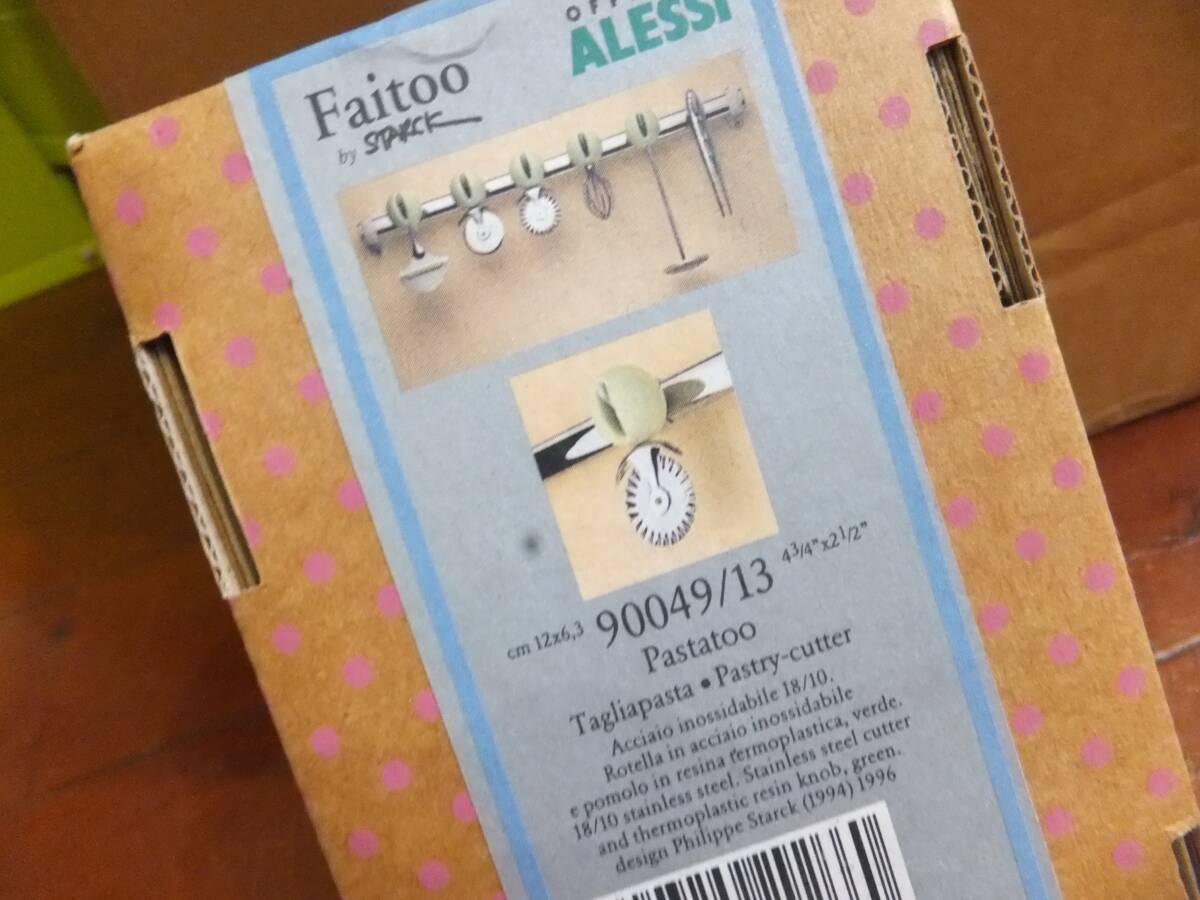 OFF
ALESSI
Faitoo
by STARCK
cm 12x6,3 90049/13 4 3/4" x2 1/2"
Pastatoo
Tagliapasta • Pastry-cutter
Acciaio inossidabile 18/10.
Rotella in acciaio inossidabile
e pomolo in resina termoplastica, verde.
18/10 stainless steel. Stainless steel cutter
and thermoplastic resin knob, green.
design Philippe Starck (1994) 1996